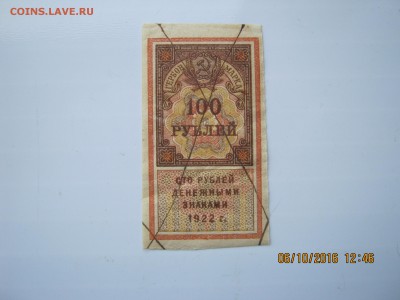 COINS.LAVE.RU
ГЕРБОВАЯ МАРКА
100
РУБЛЕЙ
СТО РУБЛЕЙ
ДЕНЕЖНЫМИ
ЗНАКАМИ
1922 г.
06/10/2016 12:46